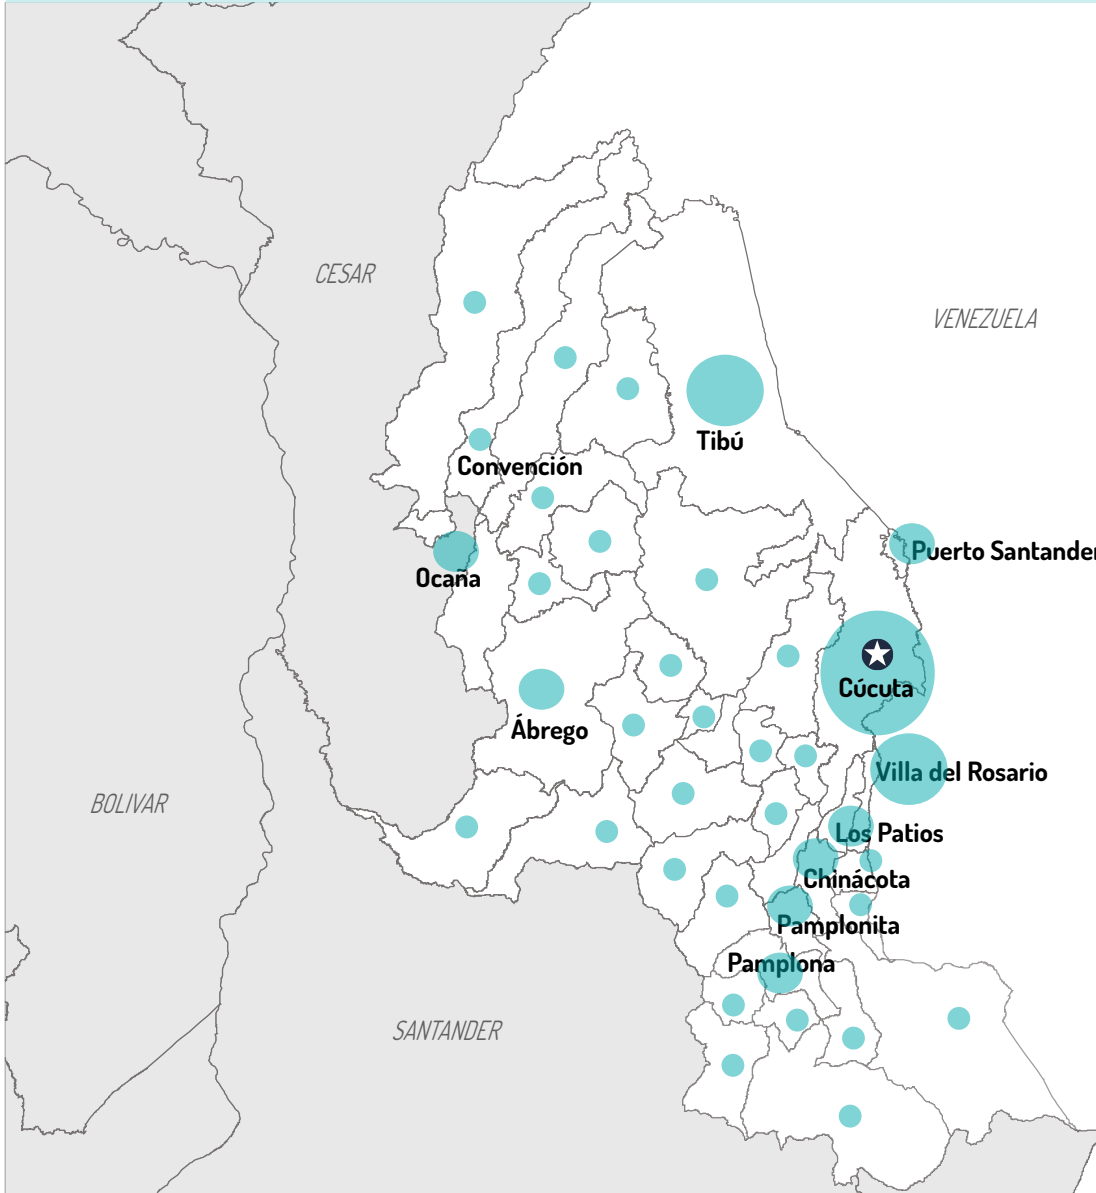 CESAR
VENEZUELA
Tibú
Convención
Puerto Santander
Ocaña
Cúcuta
Ábrego
Villa del Rosario
BOLIVAR
Los Patios
Chinácota
Pamplonita
Pamplona
SANTANDER